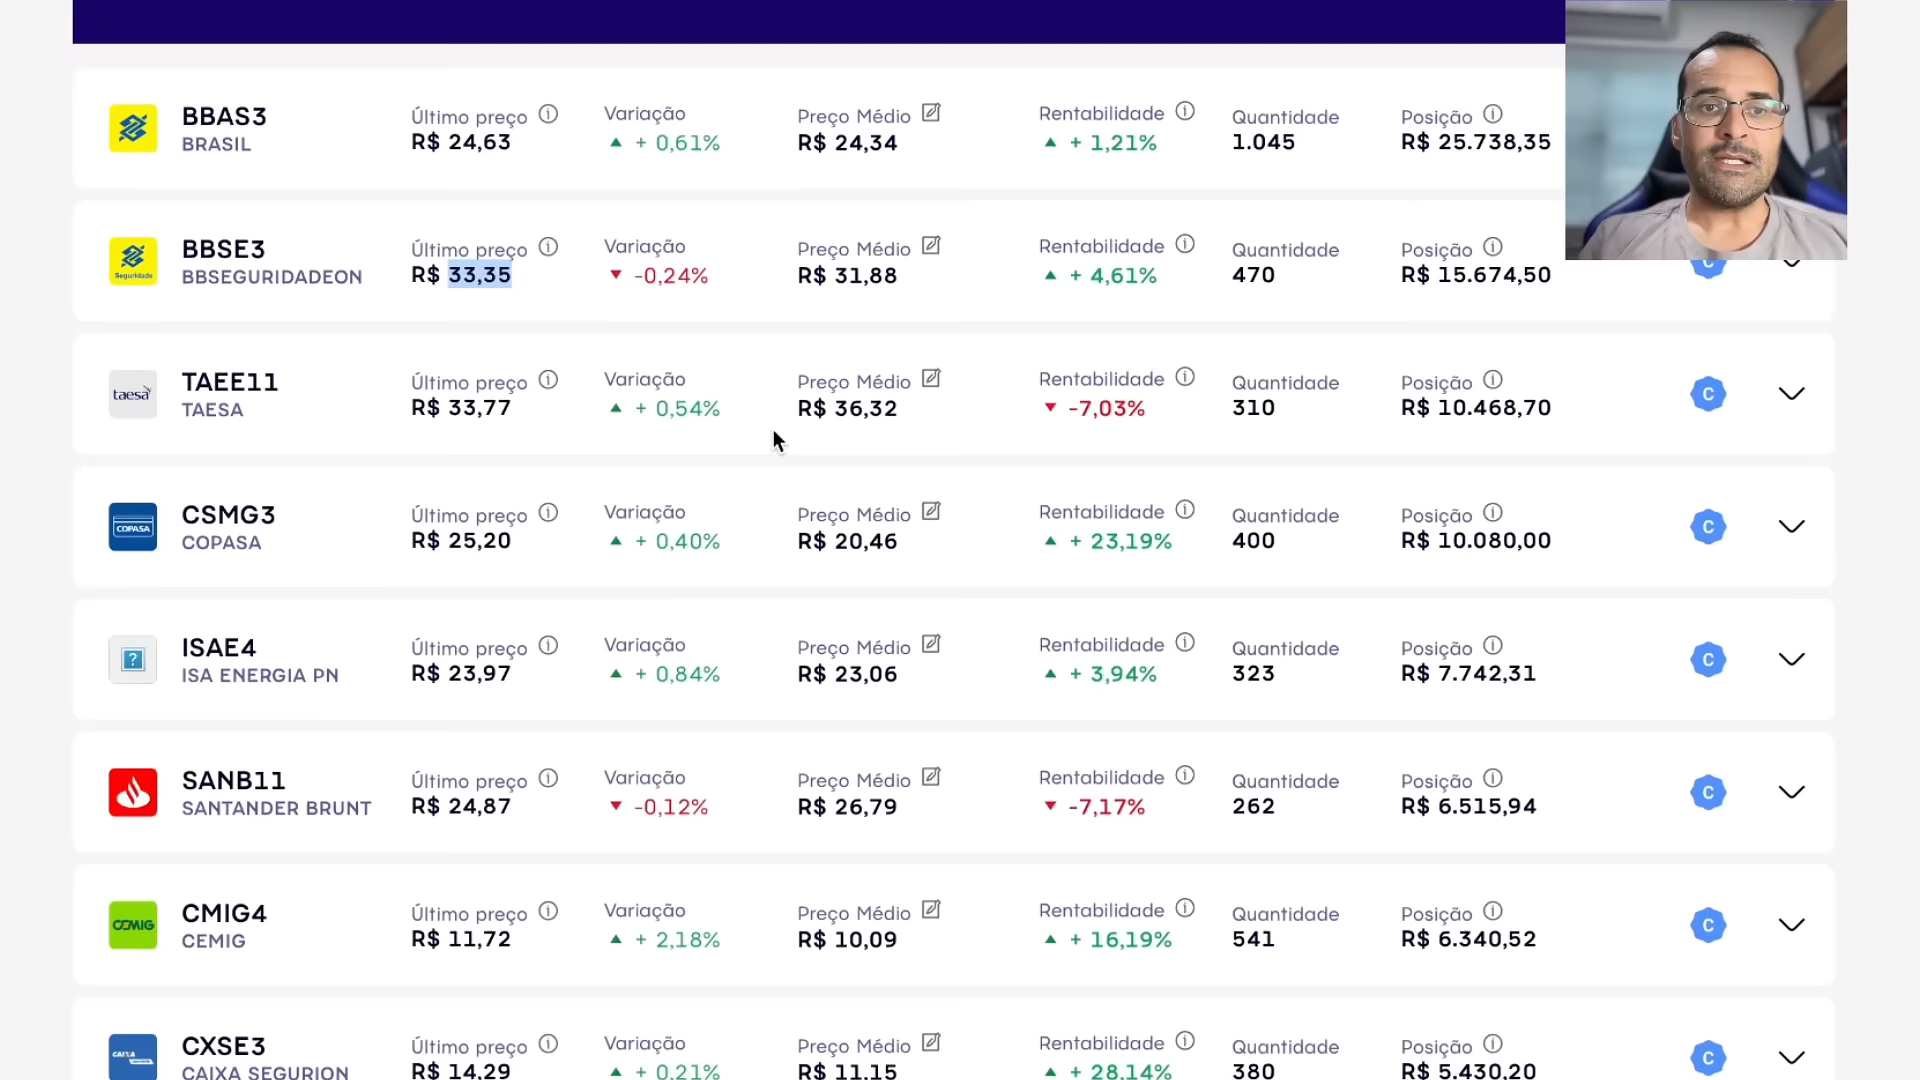 BBAS3
BRASIL
Último preço
R$ 24,63
Variação
+ 0,61%
Preço Médio
R$ 24,34
Rentabilidade
+ 1,21%
Quantidade
1.045
Posição
R$ 25.738,35
Seguridade
BBSE3
BBSEGURIDADEON
Último preço
R$ 33,35
Variação
-0,24%
Preço Médio
R$ 31,88
Rentabilidade
+ 4,61%
Quantidade
470
Posição
R$ 15.674,50
C
taesa
TAEE11
TAESA
Último preço
R$ 33,77
Variação
+ 0,54%
Preço Médio
R$ 36,32
Rentabilidade
-7,03%
Quantidade
310
Posição
R$ 10.468,70
C
COPASA
CSMG3
COPASA
Último preço
R$ 25,20
Variação
+ 0,40%
Preço Médio
R$ 20,46
Rentabilidade
+ 23,19%
Quantidade
400
Posição
R$ 10.080,00
C
?
ISAE4
ISA ENERGIA PN
Último preço
R$ 23,97
Variação
+ 0,84%
Preço Médio
R$ 23,06
Rentabilidade
+ 3,94%
Quantidade
323
Posição
R$ 7.742,31
C
SANB11
SANTANDER BRUNT
Último preço
R$ 24,87
Variação
-0,12%
Preço Médio
R$ 26,79
Rentabilidade
-7,17%
Quantidade
262
Posição
R$ 6.515,94
C
CEMIG
CMIG4
CEMIG
Último preço
R$ 11,72
Variação
+ 2,18%
Preço Médio
R$ 10,09
Rentabilidade
+ 16,19%
Quantidade
541
Posição
R$ 6.340,52
C
CAIXA
CXSE3
CAIXA SEGURION
Último preço
R$ 14,29
Variação
+ 0,21%
Preço Médio
R$ 11,15
Rentabilidade
+ 28,14%
Quantidade
380
Posição
R$ 5.430,20
C